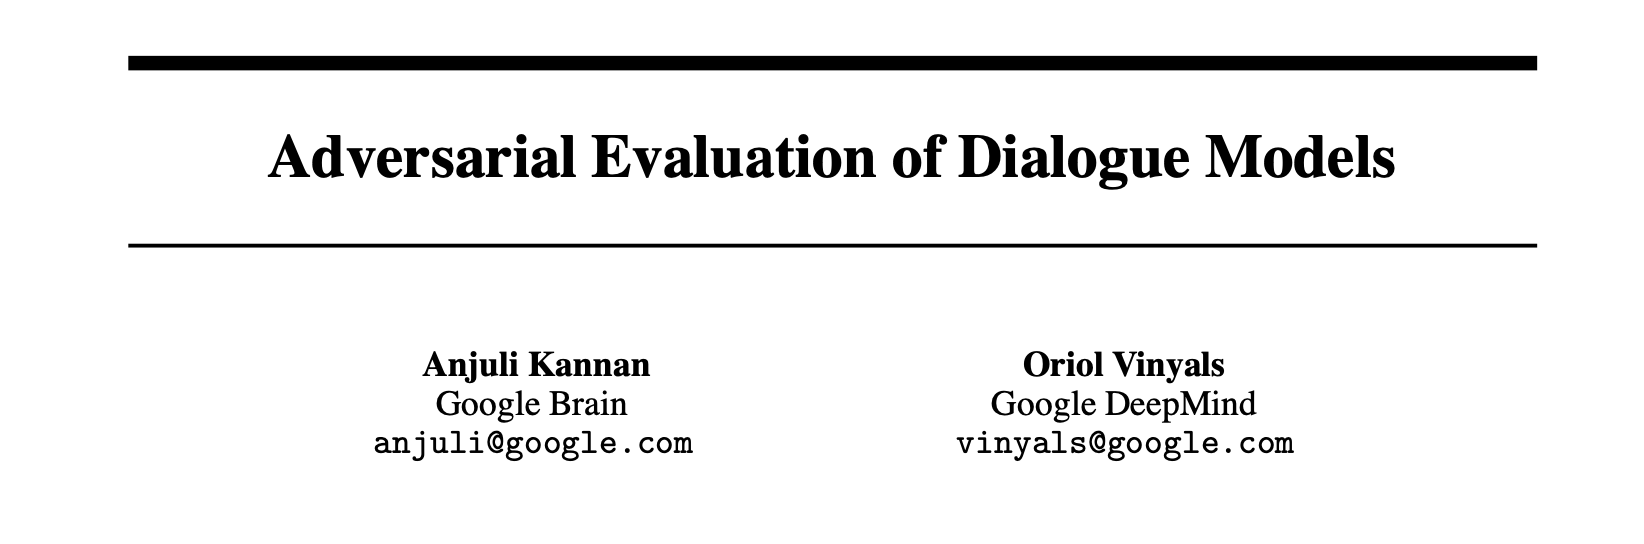 Adversarial Evaluation of Dialogue Models
Anjuli Kannan
Google Brain
anjuli@google.com
Oriol Vinyals
Google DeepMind
vinyals@google.com